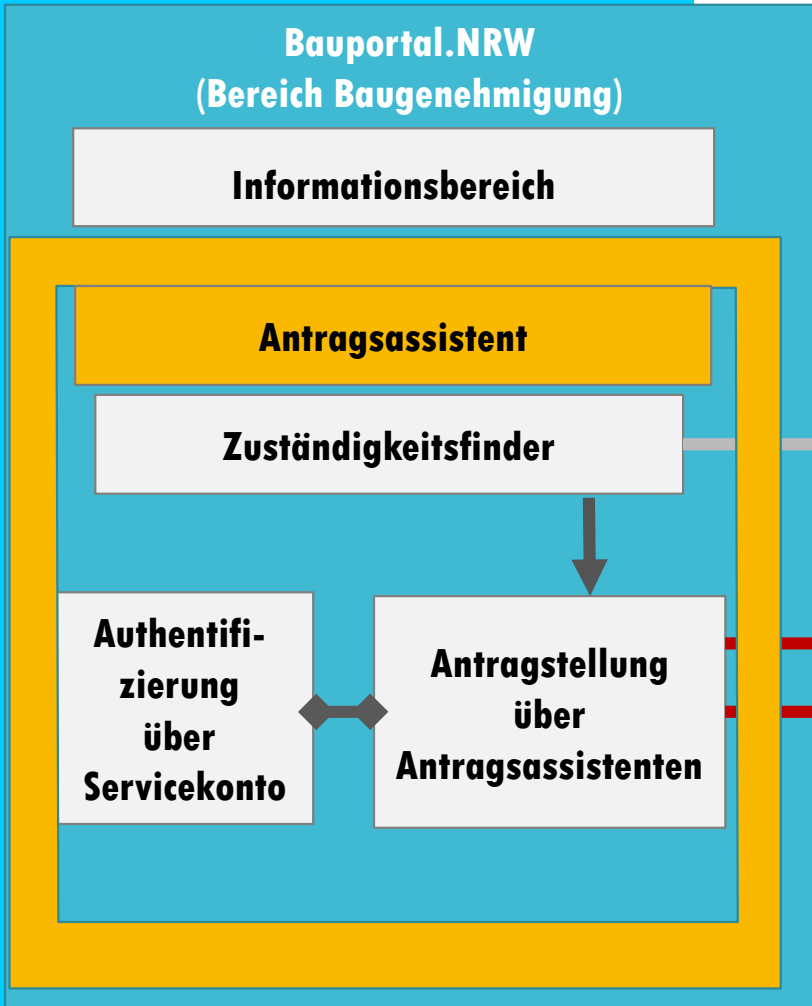 Bauportal.NRW
(Bereich Baugenehmigung)
Informationsbereich
Antragsassistent
Zuständigkeitsfinder
Authentifi-
zierung
über
Servicekonto
Antragstellung
über
Antragsassistenten